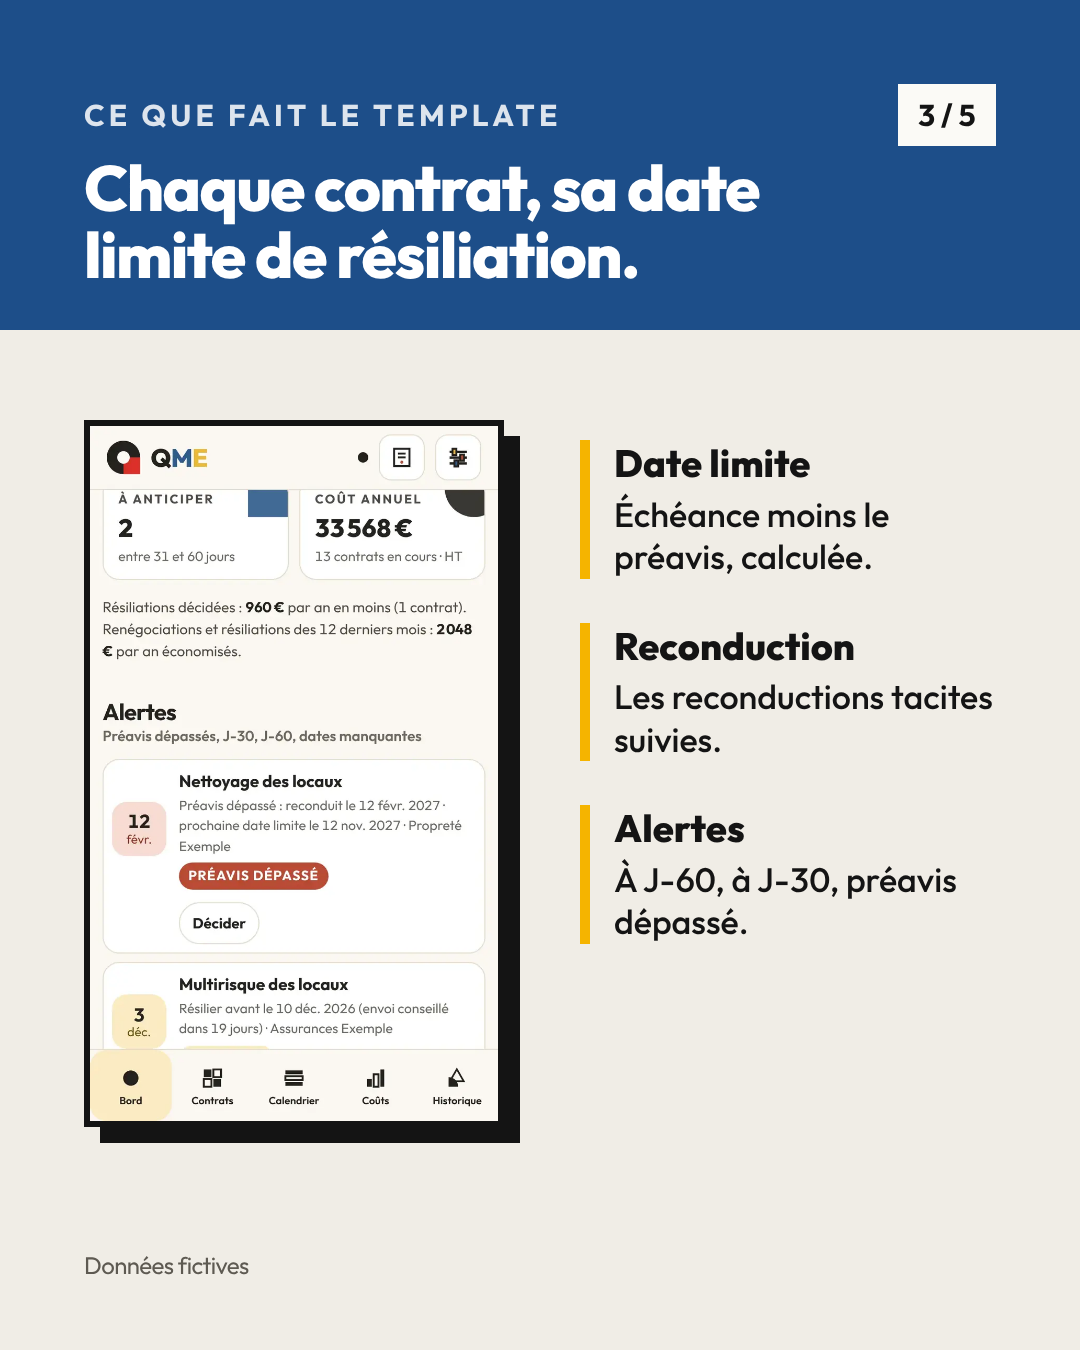 CE QUE FAIT LE TEMPLATE
3 / 5
Chaque contrat, sa date
limite de résiliation.
QME
À ANTICIPER
2
entre 31 et 60 jours
COÛT ANNUEL
33 568 €
13 contrats en cours · HT
Résiliations décidées : 960 € par an en moins (1 contrat).
Renégociations et résiliations des 12 derniers mois : 2 048
€ par an économisés.
Alertes
Préavis dépassés, J-30, J-60, dates manquantes
12
févr.
Nettoyage des locaux
Préavis dépassé : reconduit le 12 févr. 2027 ·
prochaine date limite le 12 nov. 2027 · Propreté
Exemple
PRÉAVIS DÉPASSÉ
Décider
3
déc.
Multirisque des locaux
Résilier avant le 10 déc. 2026 (envoi conseillé
dans 19 jours) · Assurances Exemple
Bord
Contrats
Calendrier
Coûts
Historique
Date limite
Échéance moins le
préavis, calculée.
Reconduction
Les reconductions tacites
suivies.
Alertes
À J-60, à J-30, préavis
dépassé.
Données fictives